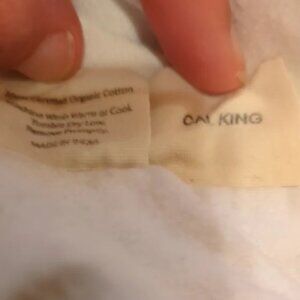 Organic Cotton
Machine Wash Warm or Cool
Tumble Dry Low
Remove Promptly
MADE IN INDIA
CAL KING